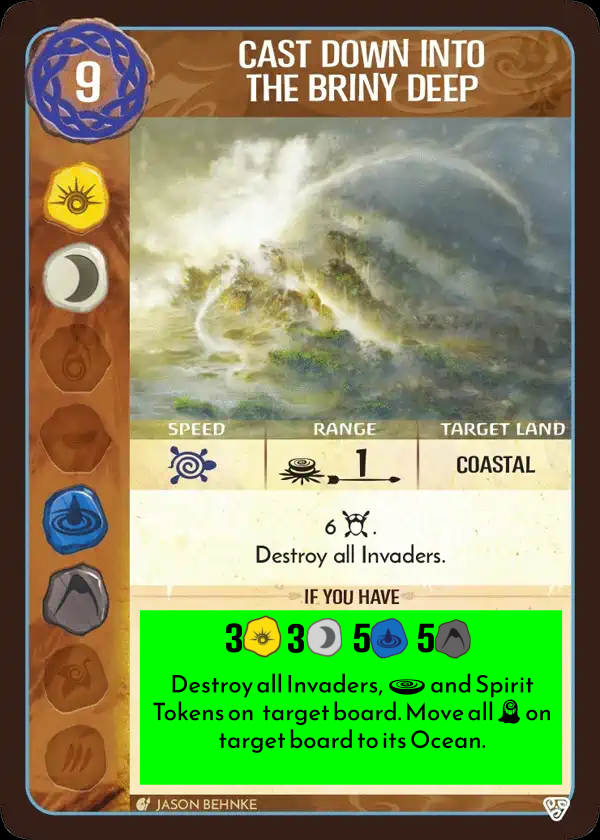 9
CAST DOWN INTO
THE BRINY DEEP
SPEED RANGE TARGET LAND
1 COASTAL
6 .
Destroy all Invaders.
IF YOU HAVE
3 3 5 5
Destroy all Invaders, and Spirit
Tokens on target board. Move all on
target board to its Ocean.
JASON BEHNKE